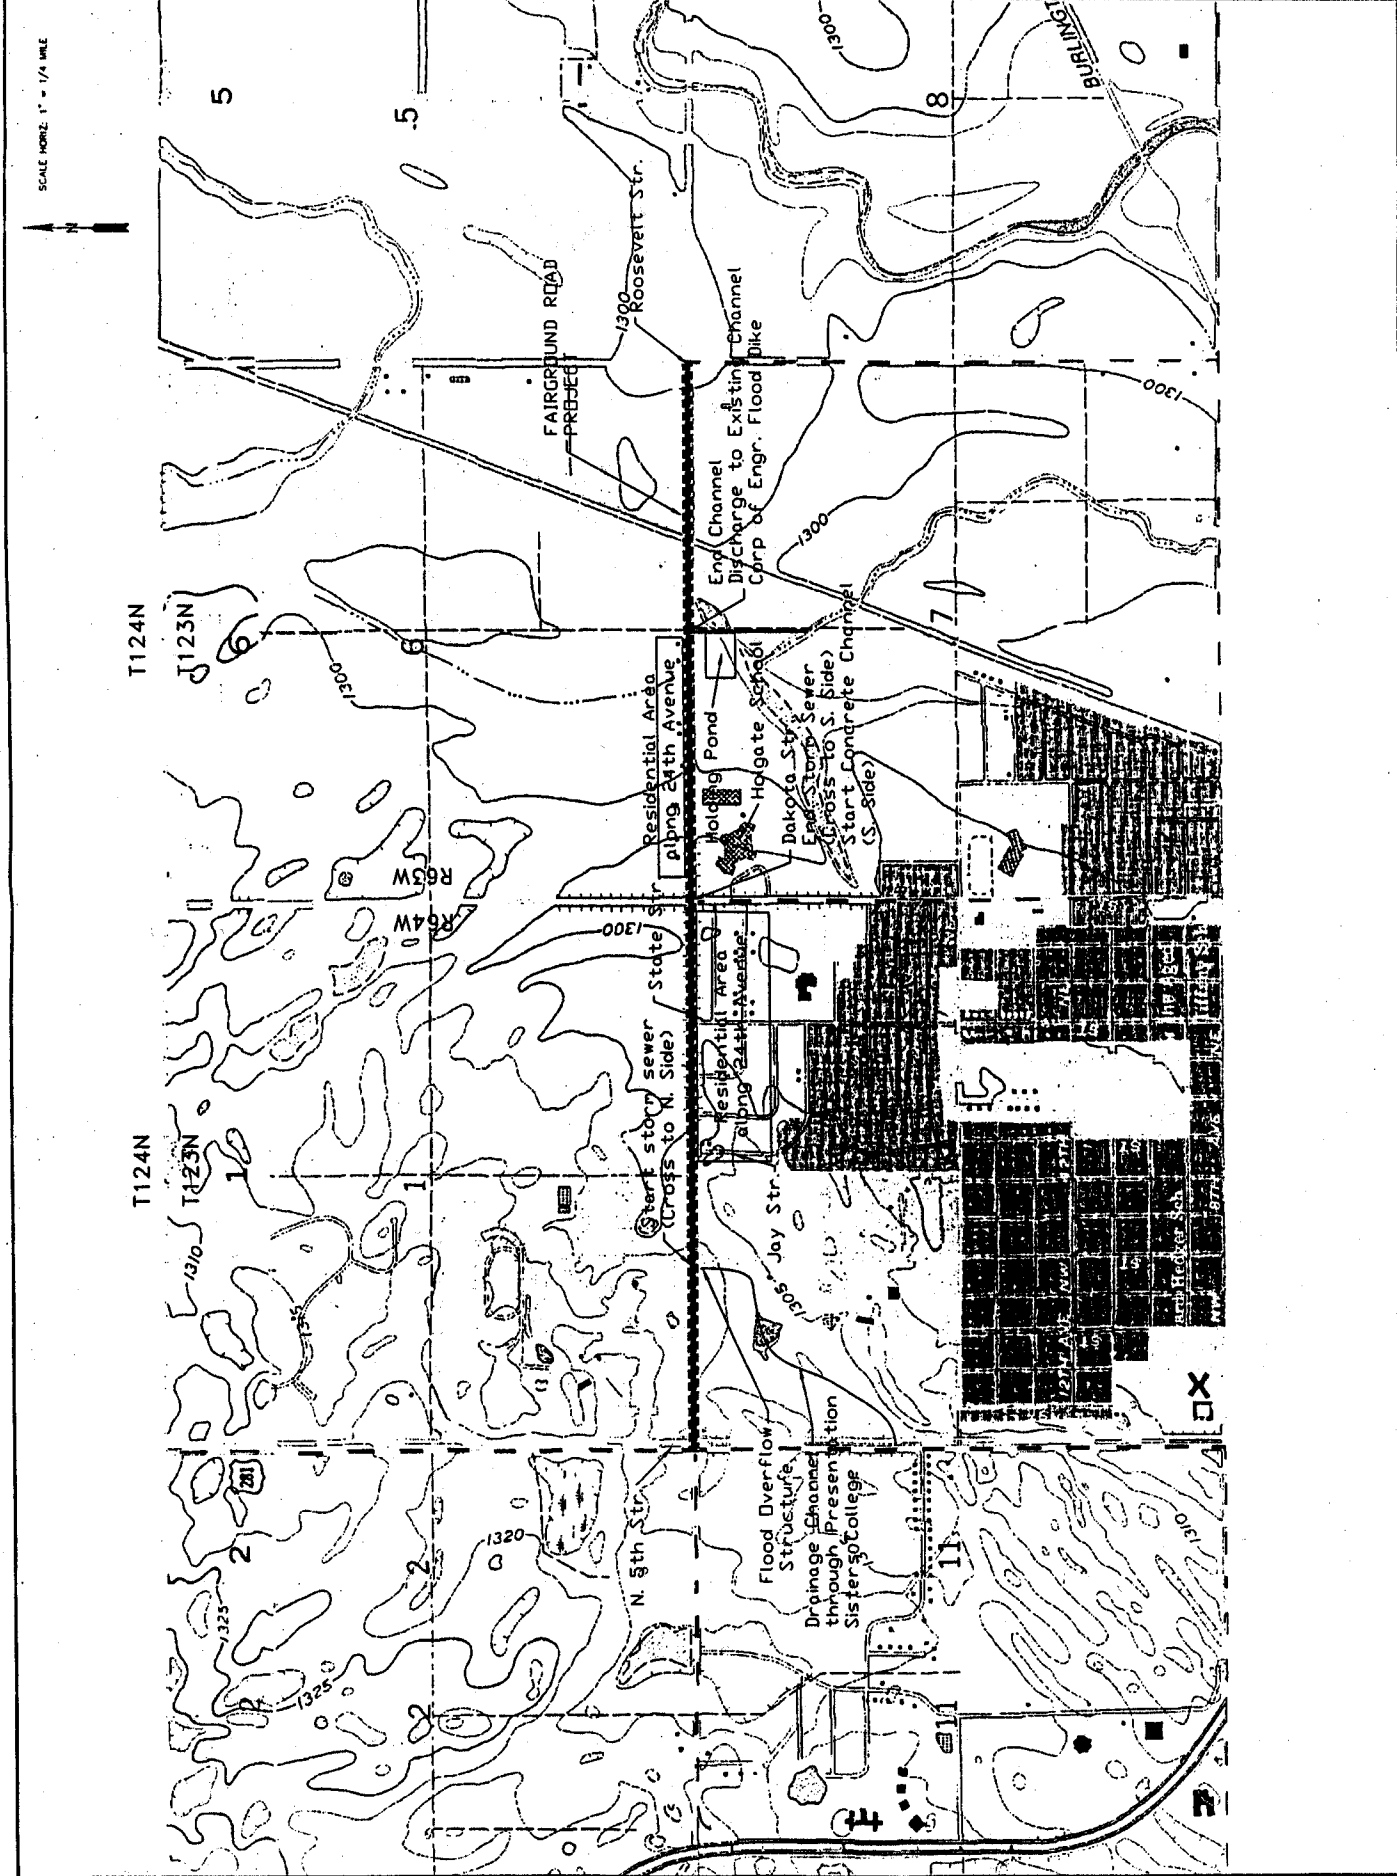 SCALE HORIZ: 1" = 1/4 MILE
N
T124N
T123N
T124N
T123N
5
5
6
6
1
1
2
2
2
2
281
R63W
R64W
1300
1300
1300
1300
1300
1300
1310
1315
1320
1325
1325
1305
1310
FAIRGROUND ROAD
PROJECT
Roosevelt Str.
Residential Area
along 24th Avenue
State Str.
Start storm sewer
(Cross to N. Side)
N. 5th Str.
End Channel
Discharge to Existing Channel
Corp of Engr. Flood Dike
Holding Pond
Holgate School
Dakota Str.
End Storm Sewer
(Cross to S. Side)
Start Concrete Channel
(S. Side)
Residential Area
along 24th Avenue
Jay Str.
Flood Overflow
Structure
Drainage Channel
through Presentation
Sisters College
BURLINGT
8
7
11
11